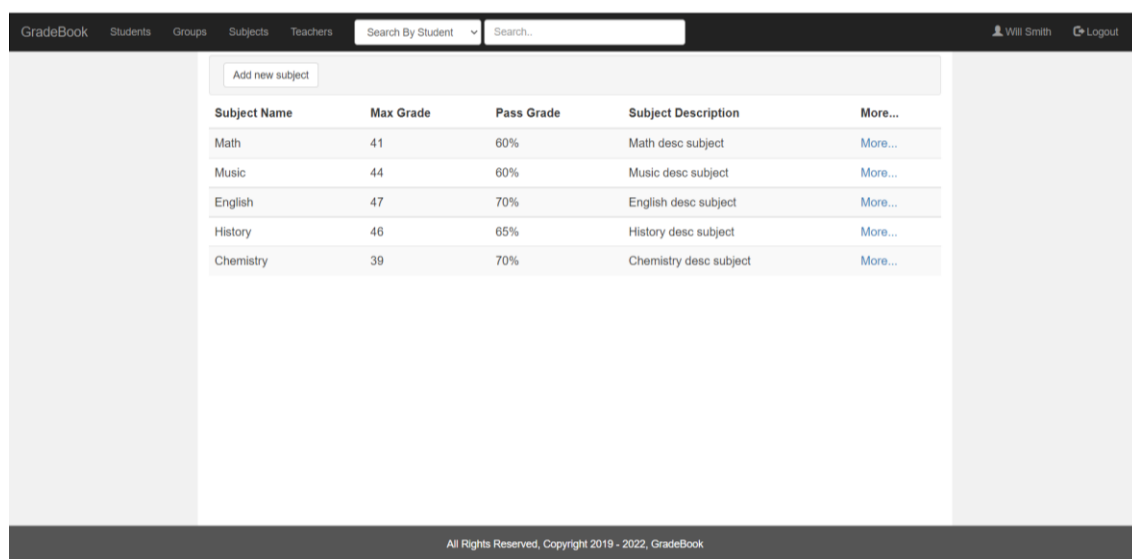 GradeBook Students Groups Subjects Teachers Search By Student Search.. Will Smith Logout
Add new subject
Subject Name Max Grade Pass Grade Subject Description More...
Math 41 60% Math desc subject More...
Music 44 60% Music desc subject More...
English 47 70% English desc subject More...
History 46 65% History desc subject More...
Chemistry 39 70% Chemistry desc subject More...
All Rights Reserved, Copyright 2019 - 2022, GradeBook